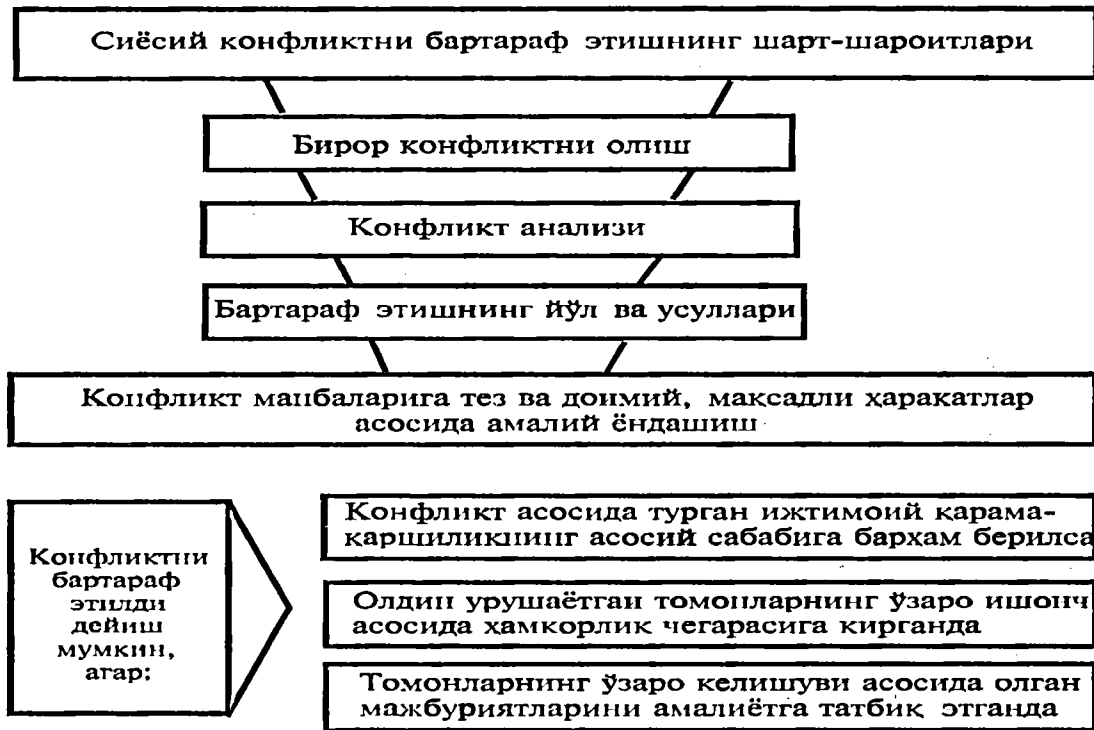 Сиёсий конфликтни бартараф этишнинг шарт-шароитлари
Бирор конфликтни олиш
Конфликт анализи
Бартараф этишнинг йўл ва усуллари
Конфликт манбаларига тез ва доимий, мақсадли ҳаракатлар
асосида амалий ёндашиш
Конфликтни
бартараф
этилди
дейиш
мумкин,
агар:
Конфликт асосида турган ижтимоий қарама-
қаршиликнинг асосий сабабига бархам берилса
Олдин урушаётган томонларнинг ўзаро ишонч
асосида хамкорлик чегарасига кирганда
Томонларнинг ўзаро келишуви асосида олган
мажбуриятларини амалиётга татбиқ этганда